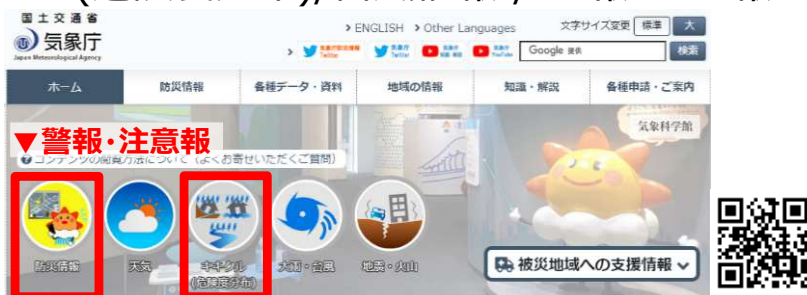 国土交通省
気象庁
Japan Meteorological Agency
ENGLISH Other Languages 文字サイズ変更 標準 大
Twitter
Twitter
YouTube
Google 提供
検索
ホーム 防災情報 各種データ・資料 地域の情報 知識・解説 各種申請・ご案内
▼警報・注意報
気象科学館
コンテンツの閲覧方法について（よくお寄せいただくご質問）
防災情報 天気 キキクル 大雨・台風 地震・火山
(危険度分布)
被災地域への支援情報